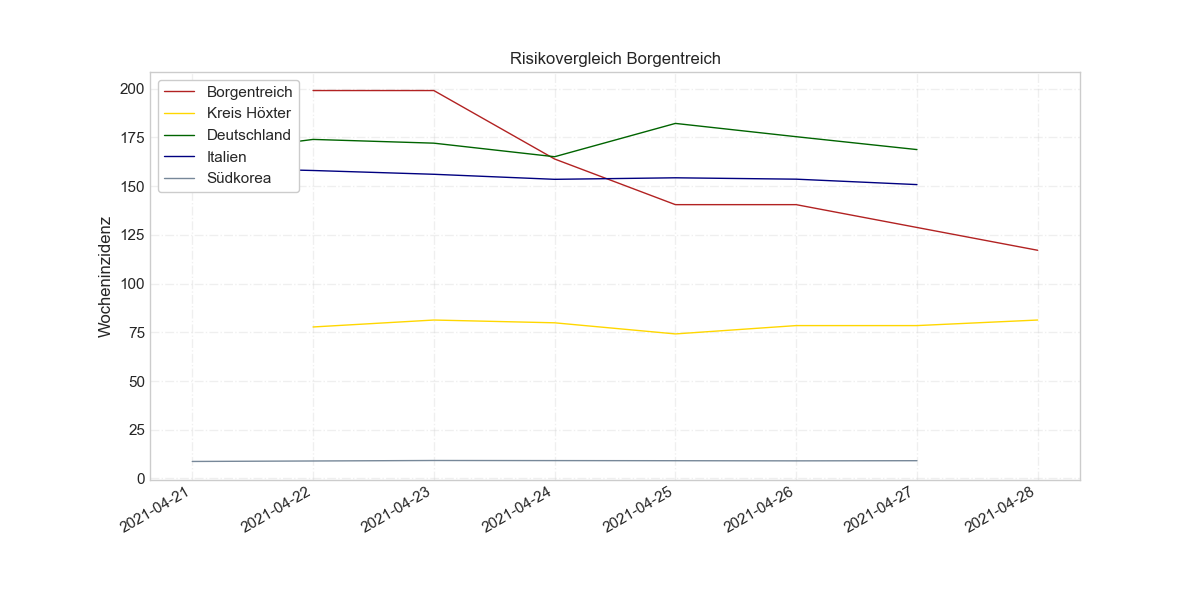 Risikovergleich Borgentreich
Borgentreich
Kreis Höxter
Deutschland
Italien
Südkorea
Wocheninzidenz
200
175
150
125
100
75
50
25
0
2021-04-21
2021-04-22
2021-04-23
2021-04-24
2021-04-25
2021-04-26
2021-04-27
2021-04-28